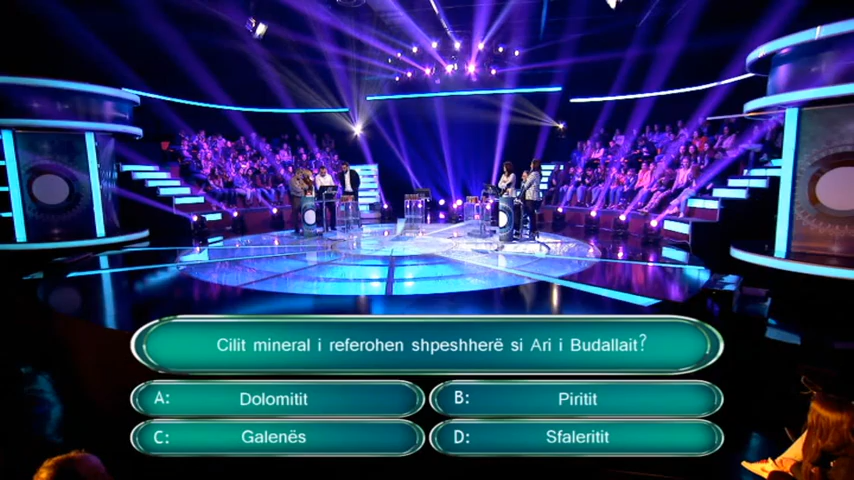 Cilit mineral i referohen shpeshherë si Ari i Budallait?
A: Dolomitit
B: Piritit
C: Galenës
D: Sfaleritit